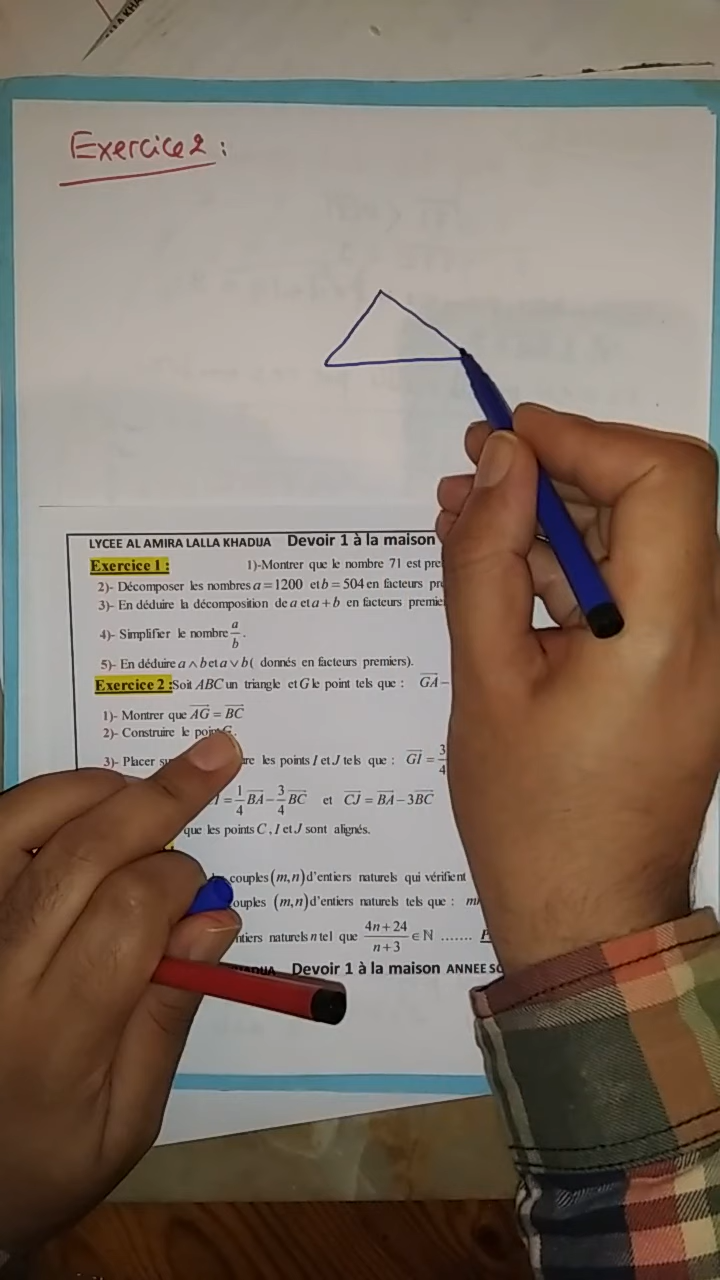 Exercice 2 :
LYCEE AL AMIRA LALLA KHADIJA Devoir 1 à la maison
Exercice 1 : 1)-Montrer que le nombre 71 est
2)- Décomposer les nombres a = 1200 et b = 504 en facteurs
3)- En déduire la décomposition de a et a + b en facteurs
4)- Simplifier le nombre a/b .
5)- En déduire a ∧ b et a ∨ b ( donnés en facteurs premiers).
Exercice 2 : Soit ABC un triangle et G le point tels que : GA⃗ −
1)- Montrer que AG⃗ = BC⃗
2)- Construire le point G.
3)- Placer les points I et J tels que : GI⃗ = 3/4
= 1/4 BA⃗ − 3/4 BC⃗ et CJ⃗ = BA⃗ − 3BC⃗
que les points C , I et J sont alignés.
couples (m,n) d'entiers naturels qui vérifient
(m,n) d'entiers naturels tels que :
naturels n tel que (4n + 24)/(n + 3) ∈ ℕ .......
Devoir 1 à la maison ANNEE